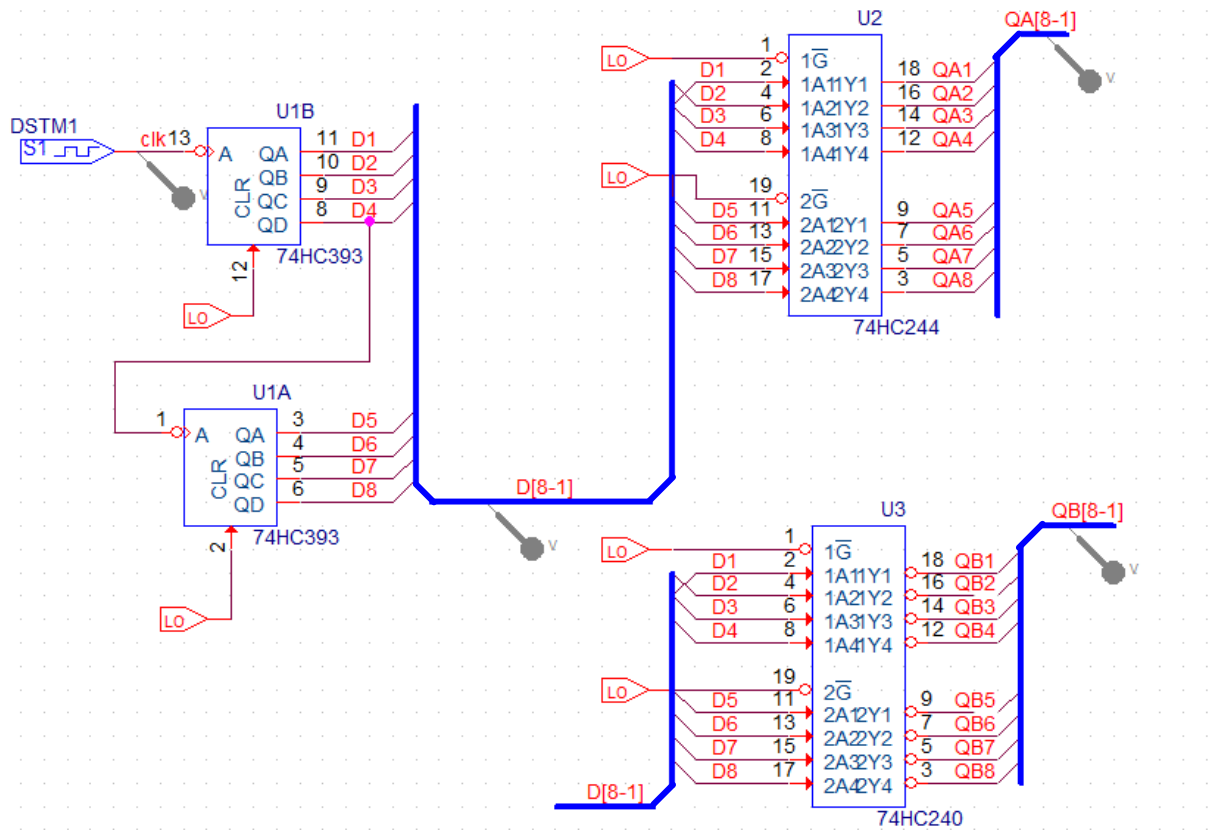 DSTM1
S1
clk
13
U1B
A
CLR
QA
QB
QC
QD
11 D1
10 D2
9 D3
8 D4
74HC393
12
LO
U1A
1
A
CLR
QA
QB
QC
QD
3 D5
4 D6
5 D7
6 D8
74HC393
2
LO
D[8-1]
V
V
U2
LO
1 1G
D1 2 1A1 1Y1 18 QA1
D2 4 1A2 1Y2 16 QA2
D3 6 1A3 1Y3 14 QA3
D4 8 1A4 1Y4 12 QA4
LO
19 2G
D5 11 2A1 2Y1 9 QA5
D6 13 2A2 2Y2 7 QA6
D7 15 2A3 2Y3 5 QA7
D8 17 2A4 2Y4 3 QA8
74HC244
QA[8-1]
V
U3
LO
1 1G
D1 2 1A1 1Y1 18 QB1
D2 4 1A2 1Y2 16 QB2
D3 6 1A3 1Y3 14 QB3
D4 8 1A4 1Y4 12 QB4
LO
19 2G
D5 11 2A1 2Y1 9 QB5
D6 13 2A2 2Y2 7 QB6
D7 15 2A3 2Y3 5 QB7
D8 17 2A4 2Y4 3 QB8
74HC240
QB[8-1]
V
D[8-1]